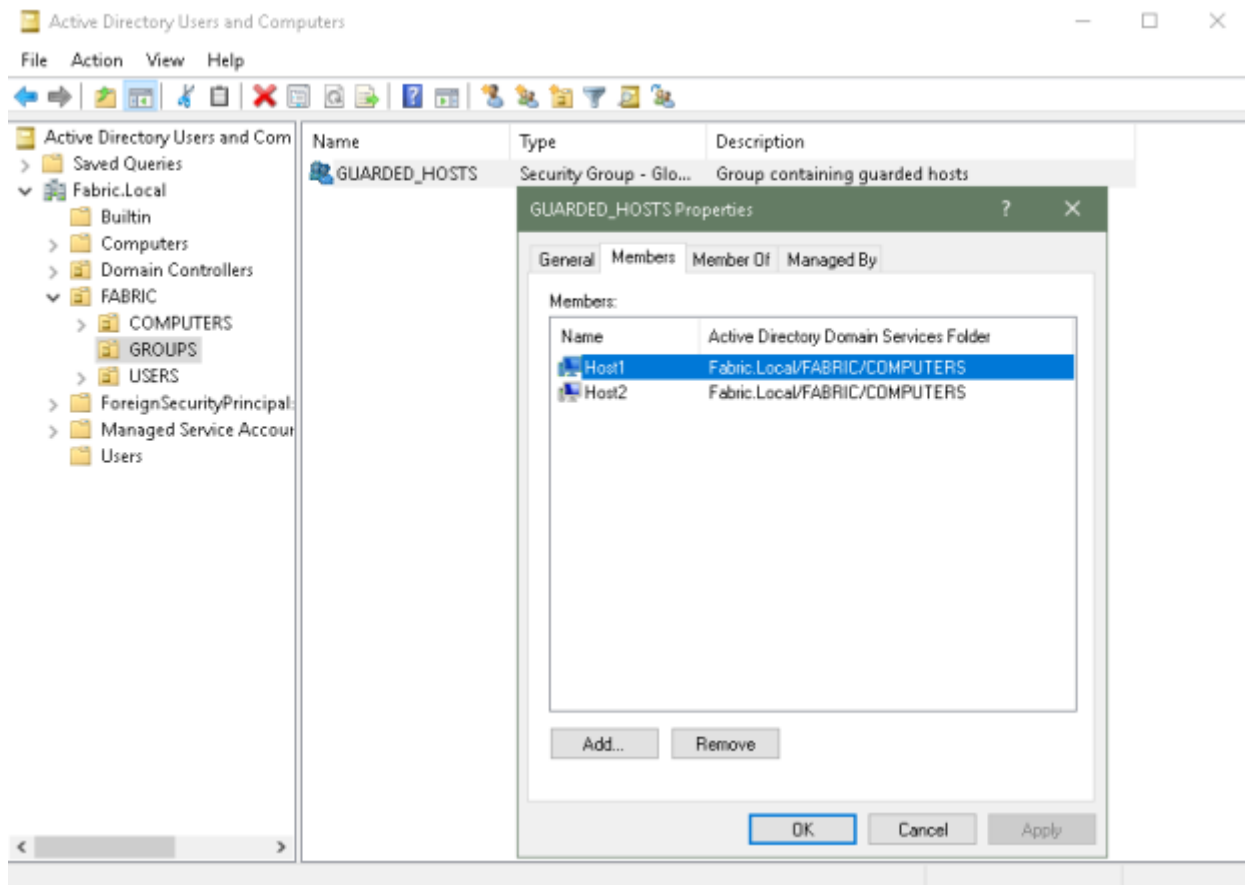 Active Directory Users and Computers
File Action View Help
Active Directory Users and Com
Saved Queries
Fabric.Local
Builtin
Computers
Domain Controllers
FABRIC
COMPUTERS
GROUPS
USERS
ForeignSecurityPrincipal:
Managed Service Accour
Users
Name Type Description
GUARDED_HOSTS Security Group - Glo... Group containing guarded hosts
GUARDED_HOSTS Properties ?
General Members Member Of Managed By
Members:
Name Active Directory Domain Services Folder
Host1 Fabric.Local/FABRIC/COMPUTERS
Host2 Fabric.Local/FABRIC/COMPUTERS
Add... Remove
OK Cancel Apply